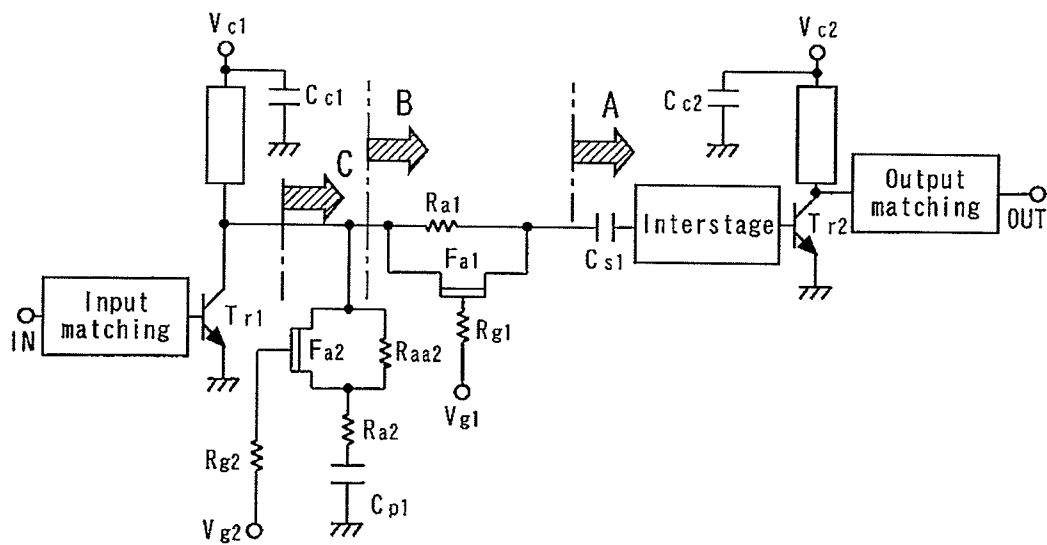 Vc1
Vc2
Cc1
B
A
Cc2
C
Ra1
Output
matching
OUT
Interstage
Tr2
Cs1
Fa1
Input
matching
IN
Tr1
Fa2
Raa2
Rg1
Vg1
Ra2
Rg2
Cp1
Vg2